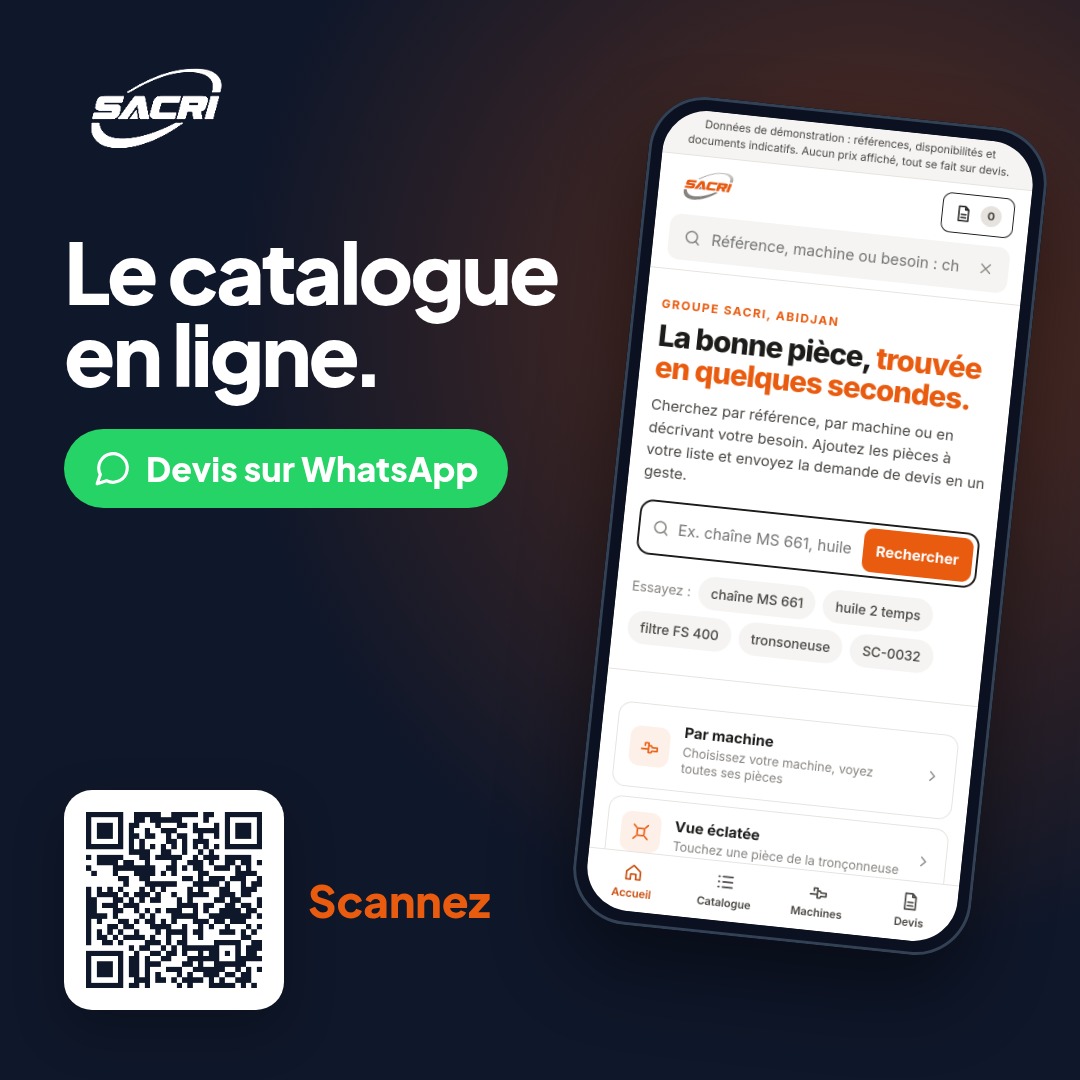 SACRI
Le catalogue
en ligne.
Devis sur WhatsApp
Scannez
Données de démonstration : références, disponibilités et
documents indicatifs. Aucun prix affiché, tout se fait sur devis.
SACRI
0
Référence, machine ou besoin : ch
GROUPE SACRI, ABIDJAN
La bonne pièce, trouvée
en quelques secondes.
Cherchez par référence, par machine ou en
décrivant votre besoin. Ajoutez les pièces à
votre liste et envoyez la demande de devis en un
geste.
Ex. chaîne MS 661, huile
Rechercher
Essayez :
chaîne MS 661
huile 2 temps
filtre FS 400
tronsoneuse
SC-0032
Par machine
Choisissez votre machine, voyez
toutes ses pièces
Vue éclatée
Touchez une pièce de la tronçonneuse
Accueil
Catalogue
Machines
Devis